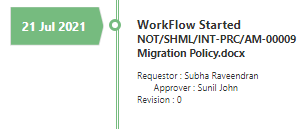 21 Jul 2021
WorkFlow Started
NOT/SHML/INT-PRC/AM-00009
Migration Policy.docx
Requestor : Subha Raveendran
Approver : Sunil John
Revision : 0